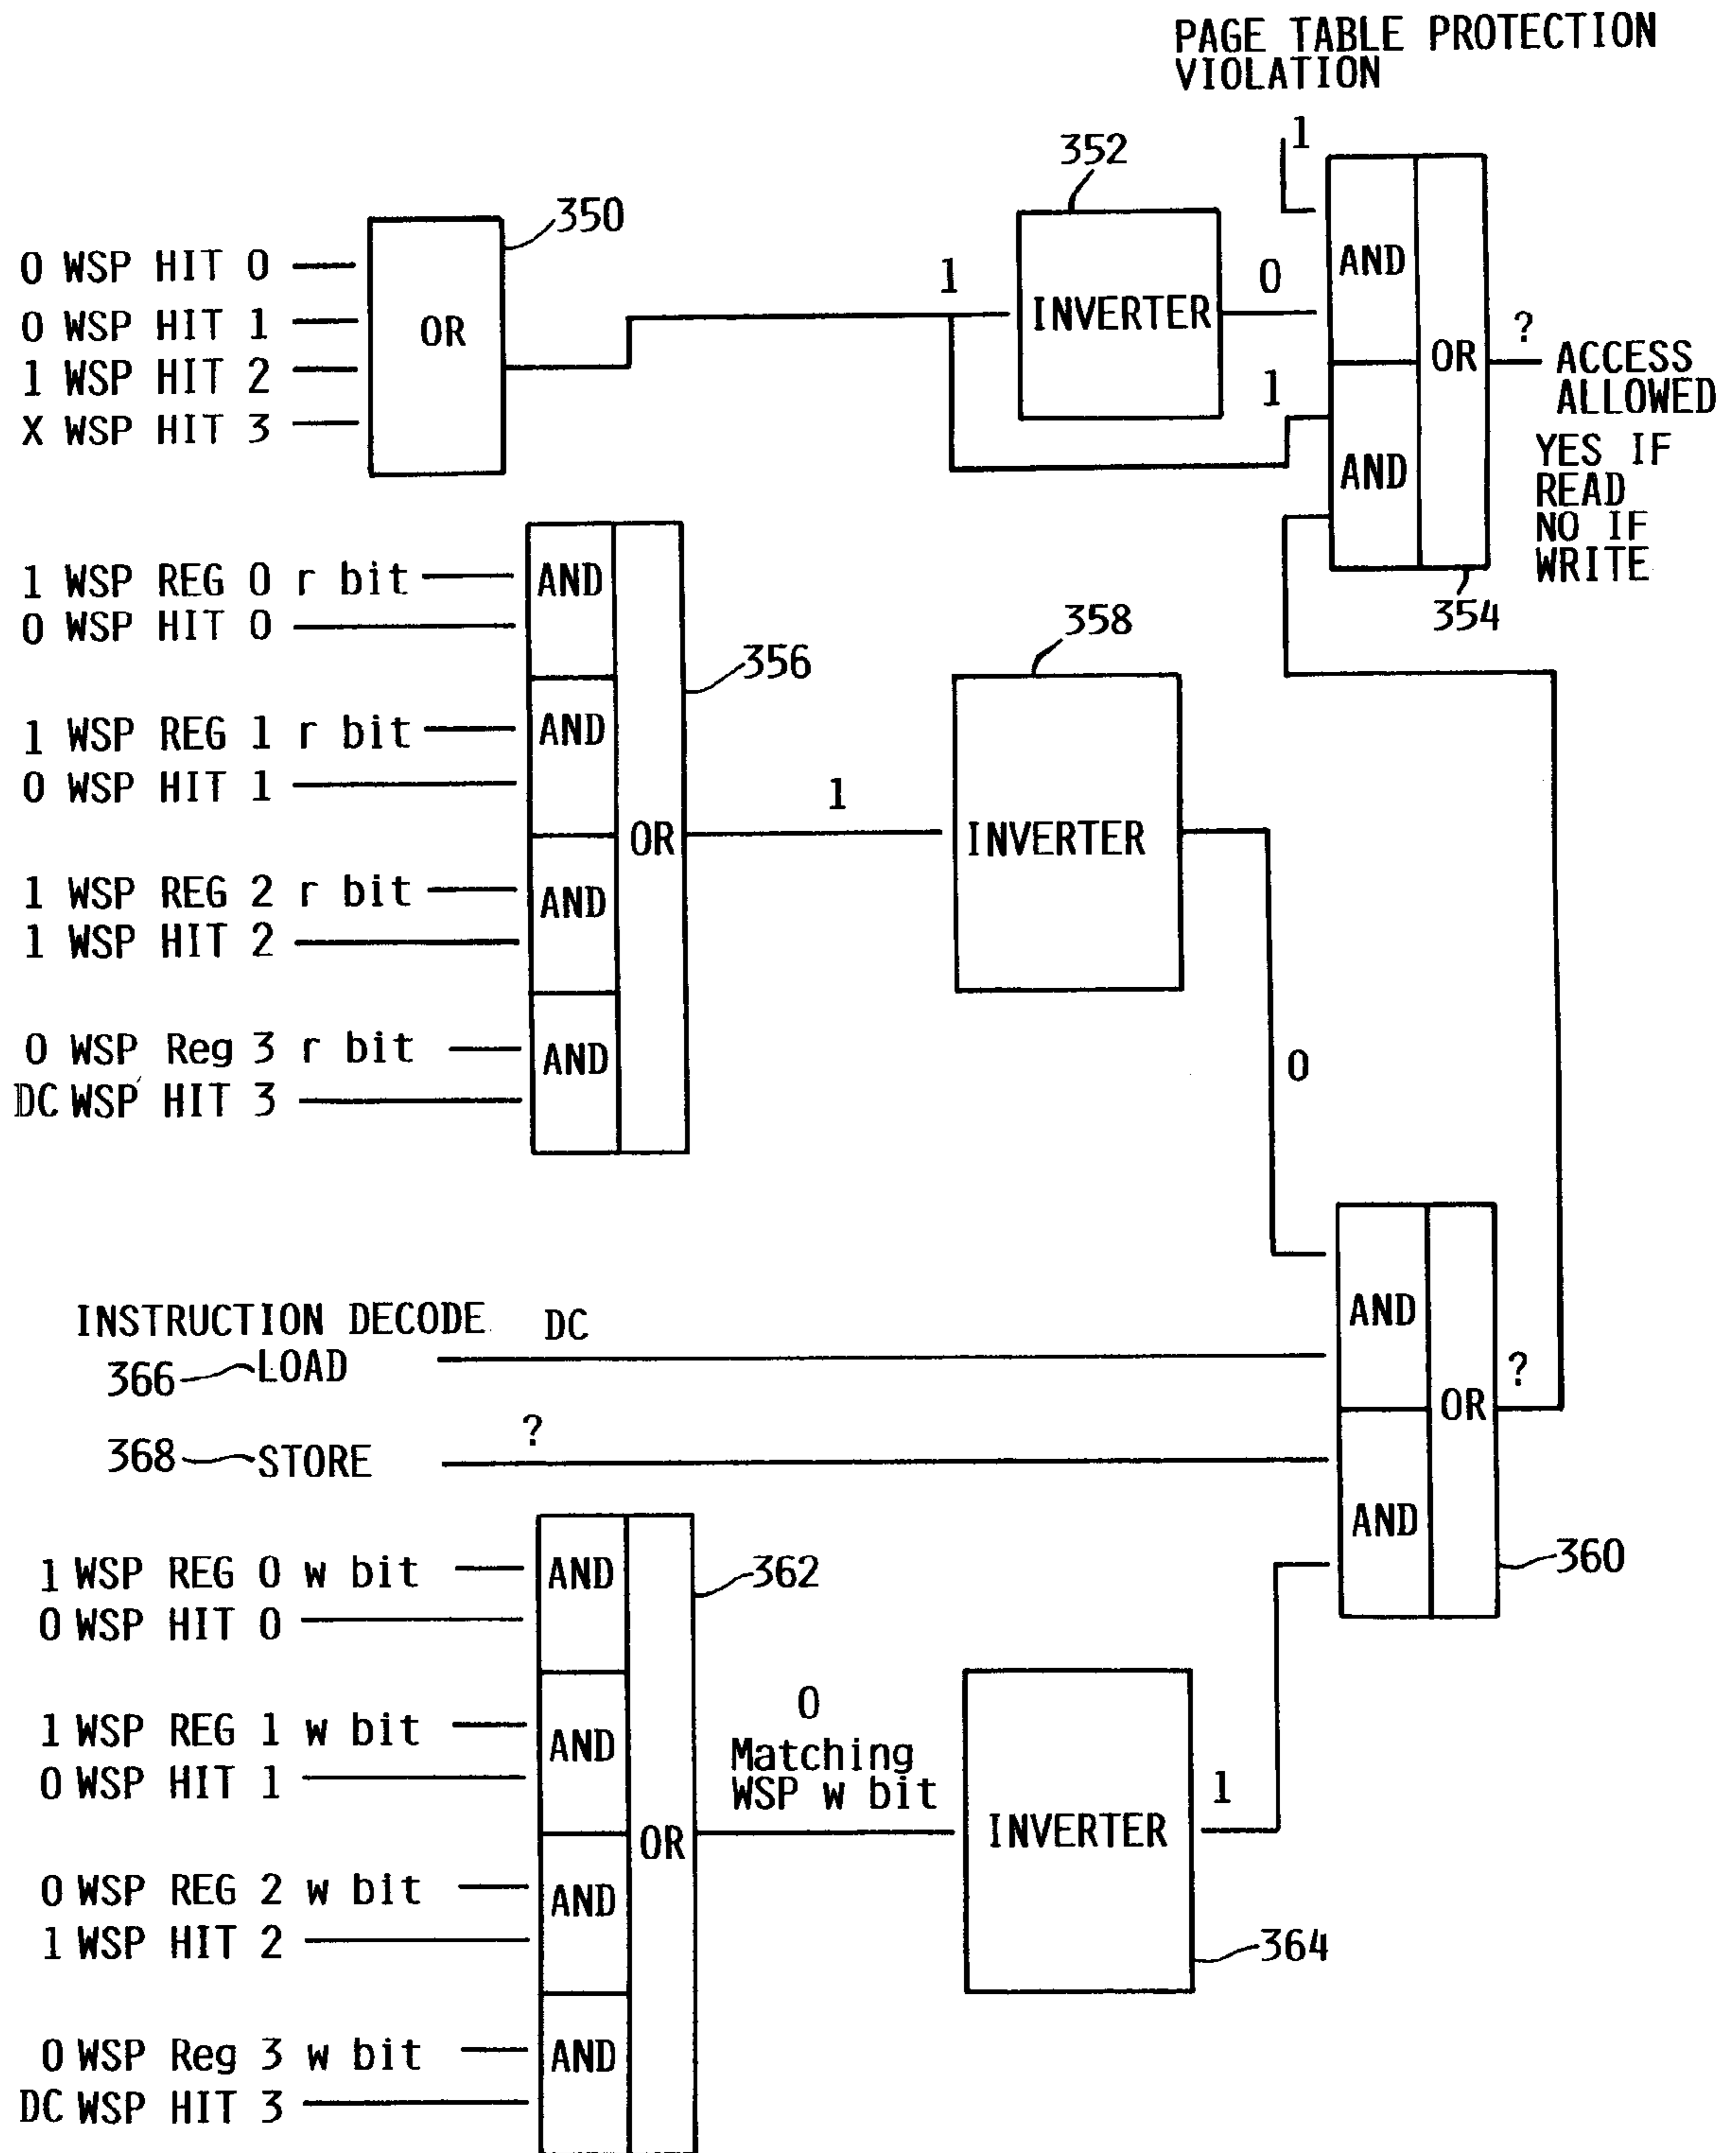 PAGE TABLE PROTECTION
VIOLATION
1
352
350
0 WSP HIT 0
0 WSP HIT 1
1 WSP HIT 2
X WSP HIT 3
OR
1
INVERTER
0
1
AND
AND
OR
?
ACCESS
ALLOWED
YES IF
READ
NO IF
WRITE
354
1 WSP REG 0 r bit
0 WSP HIT 0
1 WSP REG 1 r bit
0 WSP HIT 1
1 WSP REG 2 r bit
1 WSP HIT 2
0 WSP Reg 3 r bit
DC WSP HIT 3
AND
AND
AND
AND
OR
356
1
358
INVERTER
0
INSTRUCTION DECODE
DC
366
LOAD
?
368
STORE
AND
AND
OR
?
360
1 WSP REG 0 w bit
0 WSP HIT 0
1 WSP REG 1 w bit
0 WSP HIT 1
0 WSP REG 2 w bit
1 WSP HIT 2
0 WSP Reg 3 w bit
DC WSP HIT 3
AND
AND
AND
AND
OR
362
0
Matching
WSP w bit
INVERTER
1
364